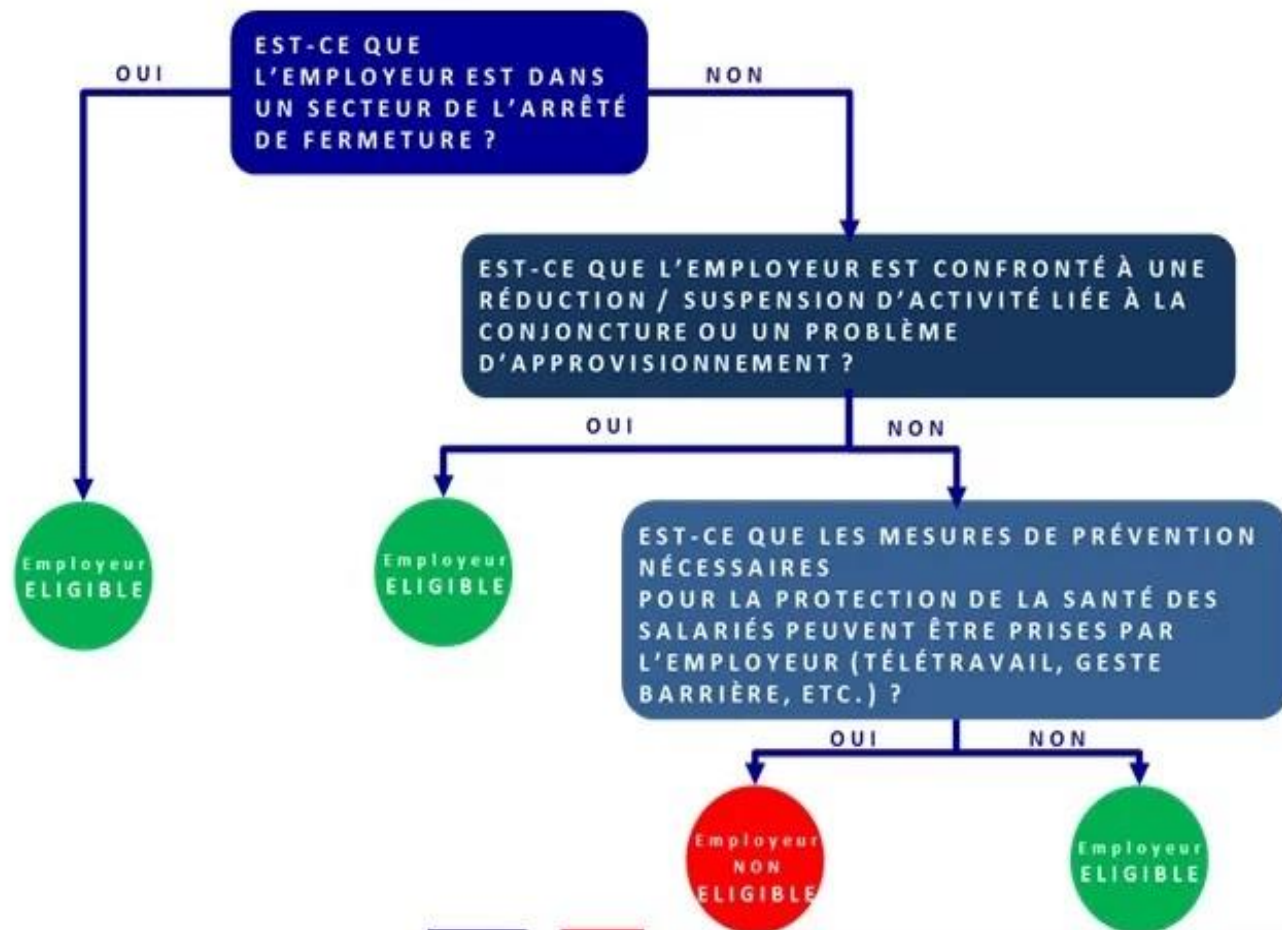 EST-CE QUE
L'EMPLOYEUR EST DANS
UN SECTEUR DE L'ARRÊTÉ
DE FERMETURE ?
OUI
NON
EST-CE QUE L'EMPLOYEUR EST CONFRONTÉ À UNE
RÉDUCTION / SUSPENSION D'ACTIVITÉ LIÉE À LA
CONJONCTURE OU UN PROBLÈME
D'APPROVISIONNEMENT ?
OUI
NON
Employeur
ELIGIBLE
Employeur
ELIGIBLE
EST-CE QUE LES MESURES DE PRÉVENTION
NÉCESSAIRES
POUR LA PROTECTION DE LA SANTÉ DES
SALARIÉS PEUVENT ÊTRE PRISES PAR
L'EMPLOYEUR (TÉLÉTRAVAIL, GESTE
BARRIÈRE, ETC.) ?
OUI
NON
Employeur
NON
ELIGIBLE
Employeur
ELIGIBLE